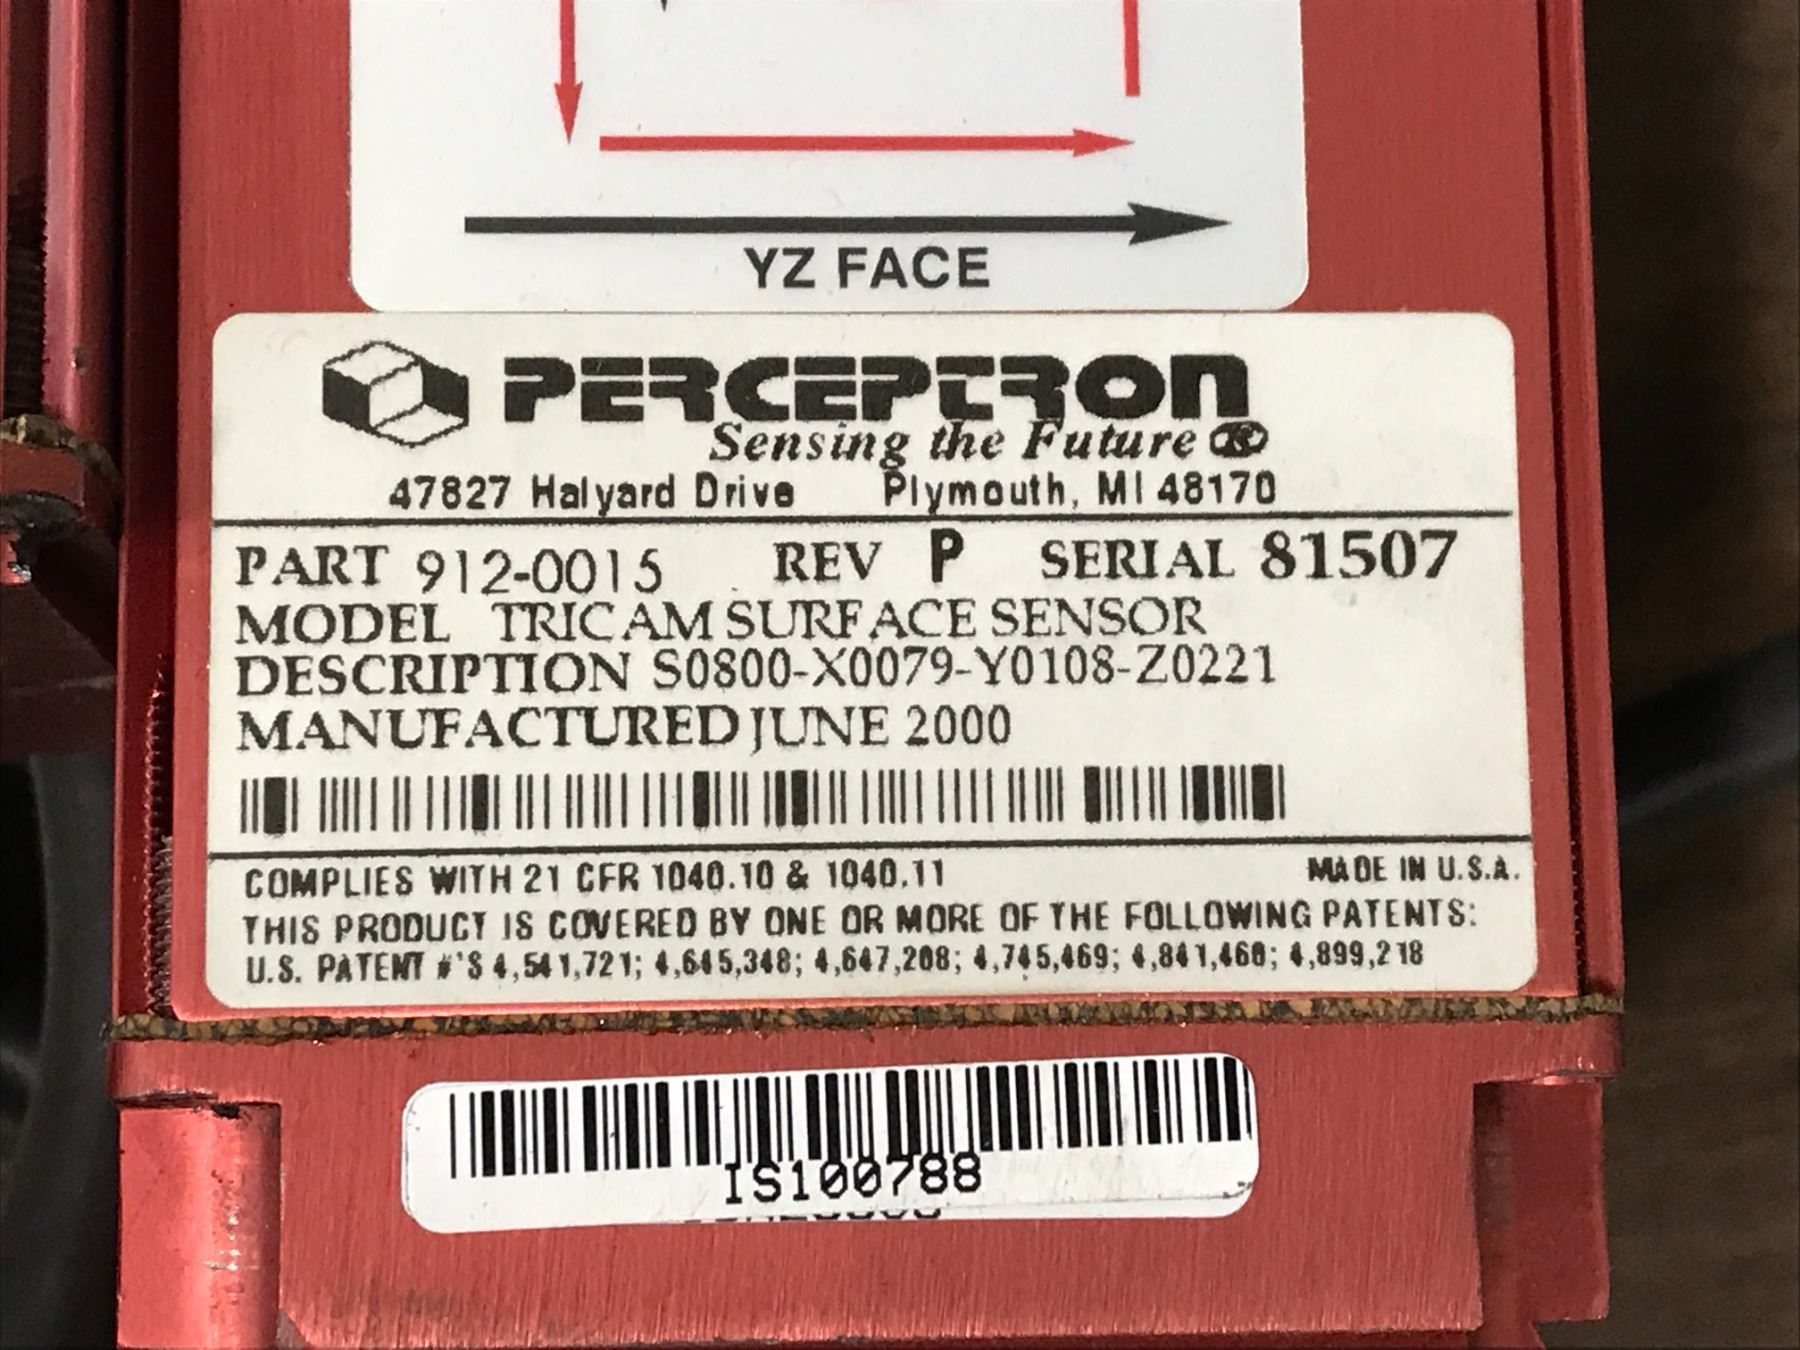 YZ FACE
PERCEPTRON
Sensing the Future ®
47827 Halyard Drive Plymouth, MI 48170
PART 912-0015 REV P SERIAL 81507
MODEL TRICAM SURFACE SENSOR
DESCRIPTION S0800-X0079-Y0108-Z0221
MANUFACTURED JUNE 2000
COMPLIES WITH 21 CFR 1040.10 & 1040.11 MADE IN U.S.A.
THIS PRODUCT IS COVERED BY ONE OR MORE OF THE FOLLOWING PATENTS:
U.S. PATENT #'S 4,541,721; 4,645,348; 4,647,208; 4,745,469; 4,841,460; 4,899,218
IS100788